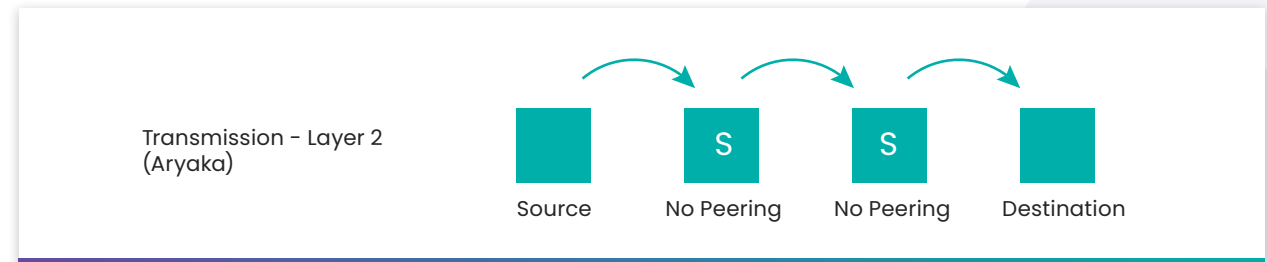 Transmission - Layer 2
(Aryaka)
S
S
Source
No Peering
No Peering
Destination